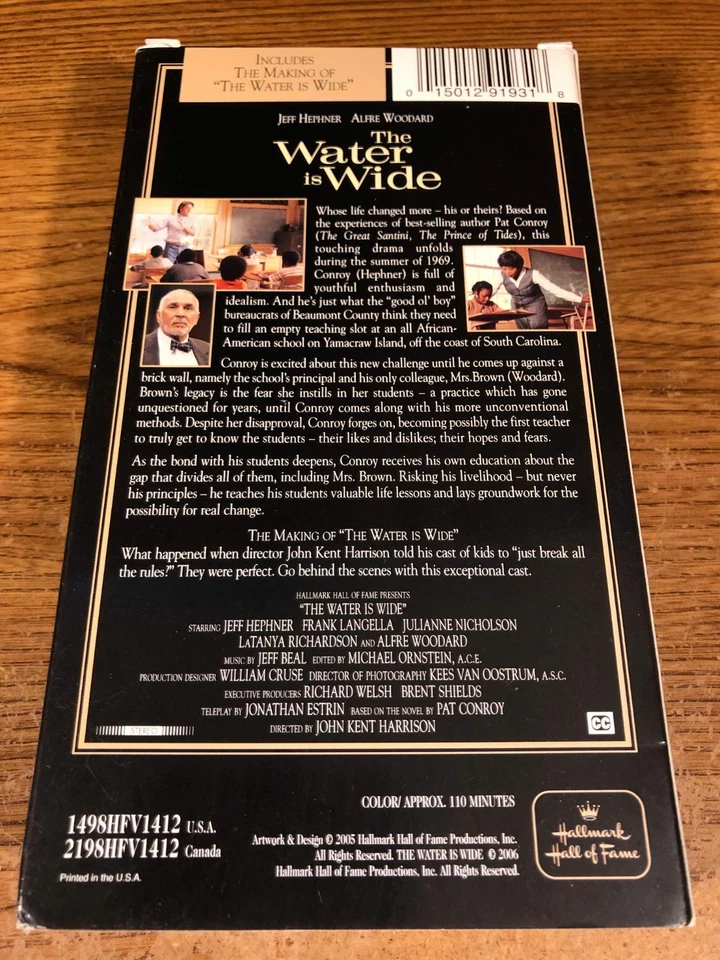 INCLUDES
THE MAKING OF
"THE WATER IS WIDE"
0 15012 91931 8
JEFF HEPHNER ALFRE WOODARD
The
Water
is Wide
Whose life changed more – his or theirs? Based on
the experiences of best-selling author Pat Conroy
(The Great Santini, The Prince of Tides), this
touching drama unfolds
during the summer of 1969.
Conroy (Hephner) is full of
youthful enthusiasm and
idealism. And he's just what the "good ol' boy"
bureaucrats of Beaumont County think they need
to fill an empty teaching slot at an all African-
American school on Yamacraw Island, off the coast of South Carolina.
Conroy is excited about this new challenge until he comes up against a
brick wall, namely the school's principal and his only colleague, Mrs.Brown (Woodard).
Brown's legacy is the fear she instills in her students – a practice which has gone
unquestioned for years, until Conroy comes along with his more unconventional
methods. Despite her disapproval, Conroy forges on, becoming possibly the first teacher
to truly get to know the students – their likes and dislikes; their hopes and fears.
As the bond with his students deepens, Conroy receives his own education about the
gap that divides all of them, including Mrs. Brown. Risking his livelihood – but never
his principles – he teaches his students valuable life lessons and lays groundwork for the
possibility for real change.
THE MAKING OF "THE WATER IS WIDE"
What happened when director John Kent Harrison told his cast of kids to "just break all
the rules?" They were perfect. Go behind the scenes with this exceptional cast.
HALLMARK HALL OF FAME PRESENTS
"THE WATER IS WIDE"
STARRING JEFF HEPHNER FRANK LANGELLA JULIANNE NICHOLSON
LaTANYA RICHARDSON AND ALFRE WOODARD
MUSIC BY JEFF BEAL EDITED BY MICHAEL ORNSTEIN, A.C.E.
PRODUCTION DESIGNER WILLIAM CRUSE DIRECTOR OF PHOTOGRAPHY KEES VAN OOSTRUM, A.S.C.
EXECUTIVE PRODUCERS RICHARD WELSH BRENT SHIELDS
TELEPLAY BY JONATHAN ESTRIN BASED ON THE NOVEL BY PAT CONROY
DIRECTED BY JOHN KENT HARRISON
STEREO
CC
COLOR/ APPROX. 110 MINUTES
1498HFV1412 U.S.A.
2198HFV1412 Canada
Printed in the U.S.A.
Artwork & Design © 2005 Hallmark Hall of Fame Productions, Inc.
All Rights Reserved. THE WATER IS WIDE © 2006
Hallmark Hall of Fame Productions, Inc. All Rights Reserved.
Hallmark
Hall of Fame